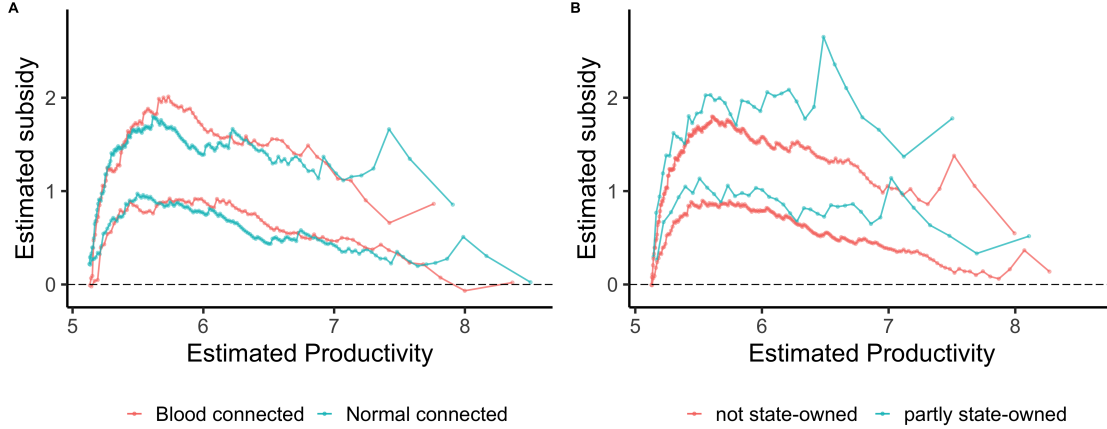 A
Estimated subsidy
2
1
0
5 6 7 8
Estimated Productivity
Blood connected Normal connected
B
Estimated subsidy
2
1
0
5 6 7 8
Estimated Productivity
not state-owned partly state-owned